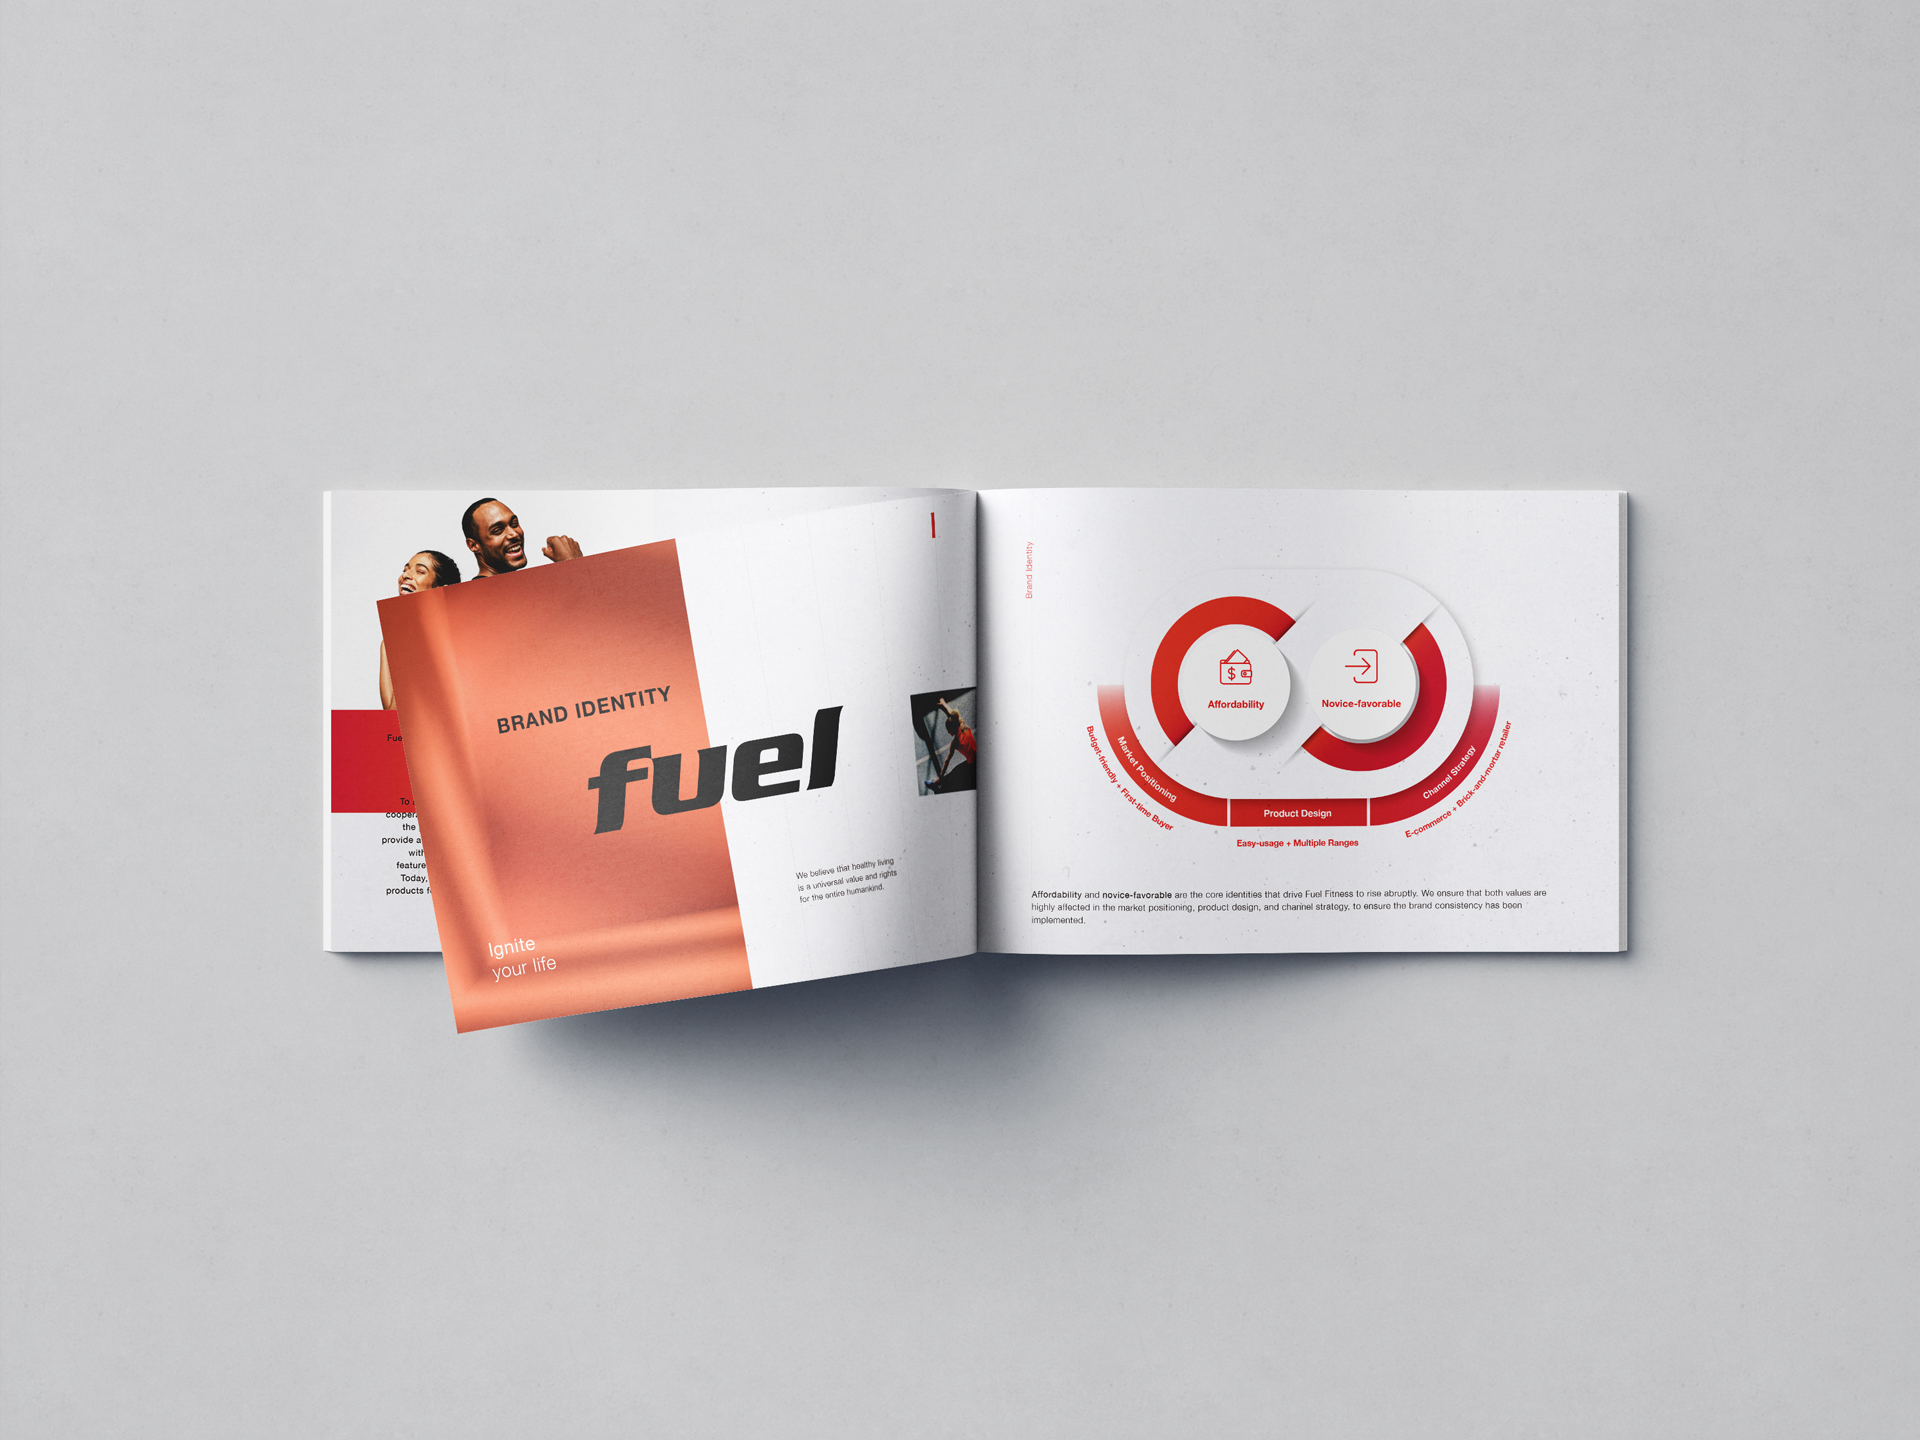 To
the
provide a
with
feature
Today,
products f
BRAND IDENTITY
fuel
We believe that healthy living
is a universal value and rights
for the entire humankind.
Ignite
your life
Brand Identity
Affordability
Novice-favorable
Market Positioning
Product Design
Channel Strategy
Budget-friendly + First-time Buyer
Easy-usage + Multiple Ranges
E-commerce + Brick-and-mortar retailer
Affordability and novice-favorable are the core identities that drive Fuel Fitness to rise abruptly. We ensure that both values are
highly affected in the market positioning, product design, and channel strategy, to ensure the brand consistency has been
implemented.